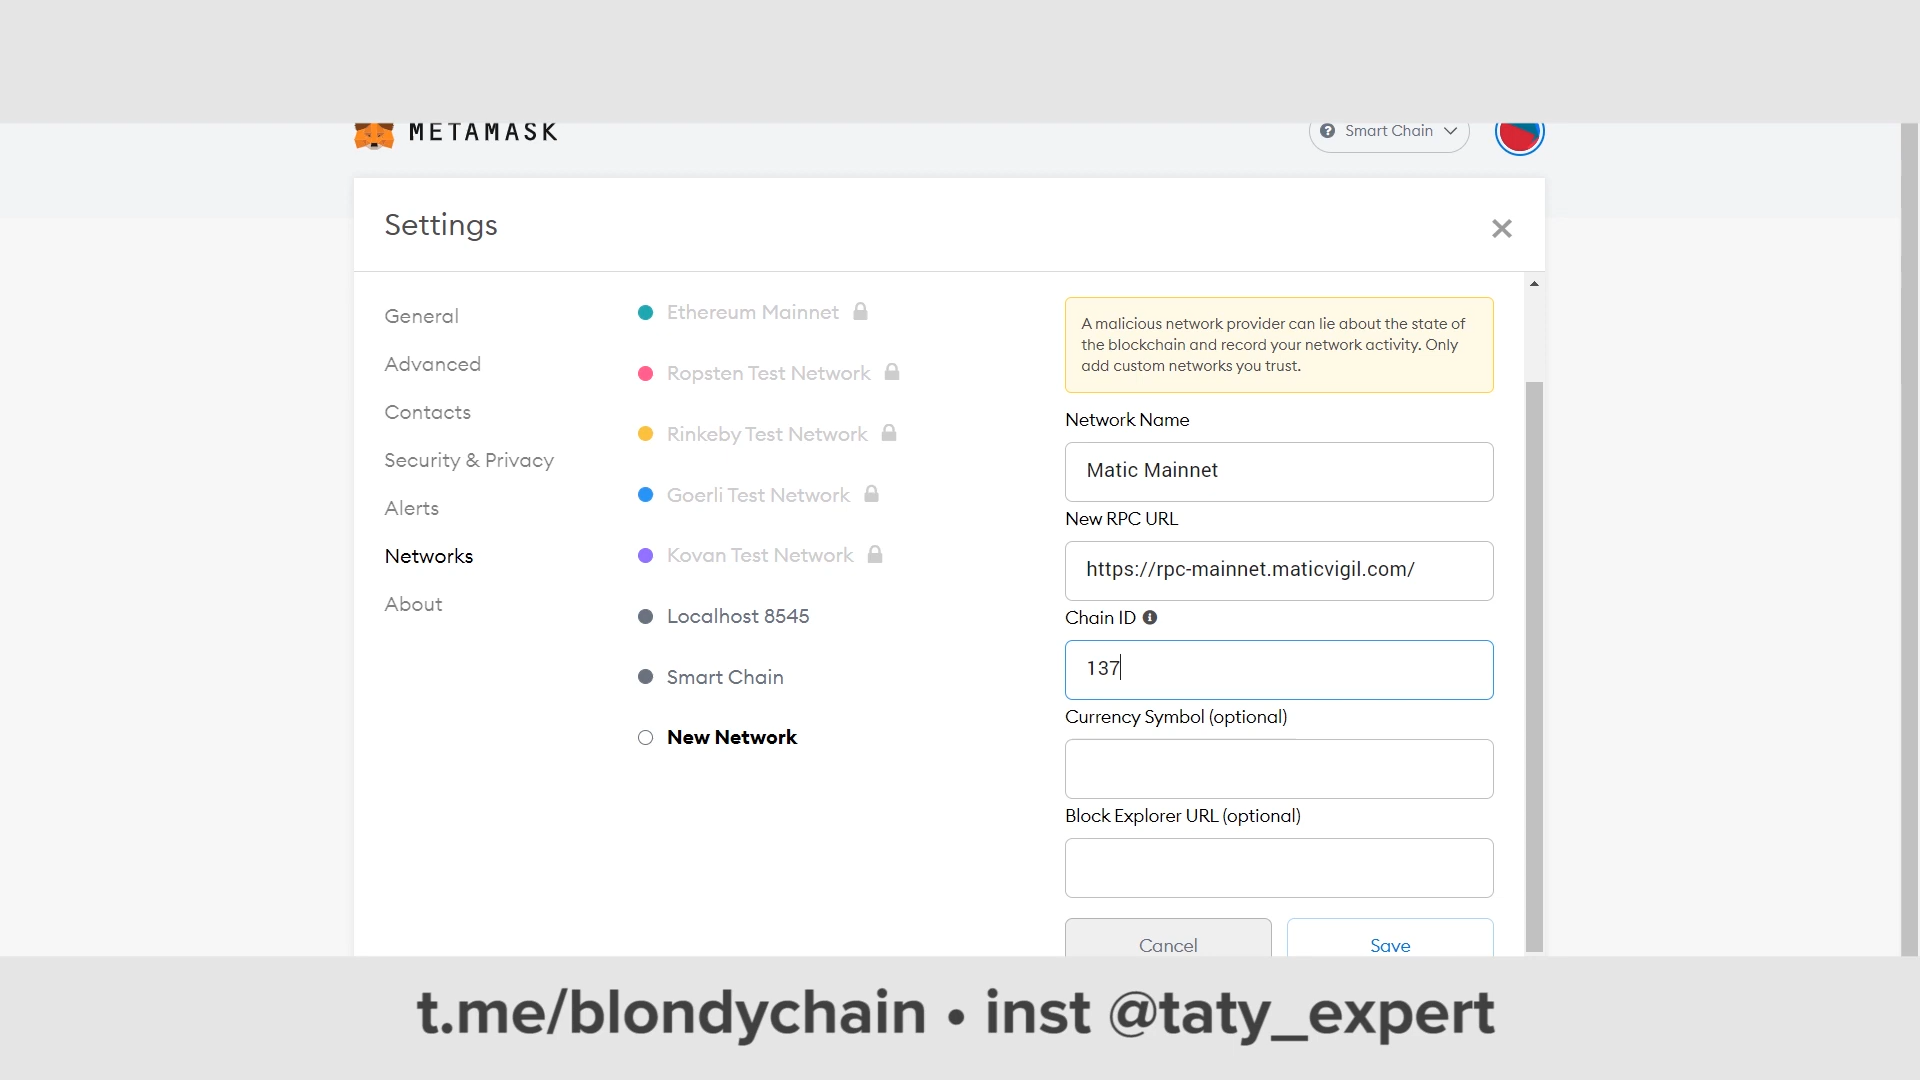 METAMASK
Smart Chain
Settings
General
Advanced
Contacts
Security & Privacy
Alerts
Networks
About
Ethereum Mainnet
Ropsten Test Network
Rinkeby Test Network
Goerli Test Network
Kovan Test Network
Localhost 8545
Smart Chain
New Network
A malicious network provider can lie about the state of
the blockchain and record your network activity. Only
add custom networks you trust.
Network Name
Matic Mainnet
New RPC URL
https://rpc-mainnet.maticvigil.com/
Chain ID
137
Currency Symbol (optional)
Block Explorer URL (optional)
Cancel
Save
t.me/blondychain • inst @taty_expert